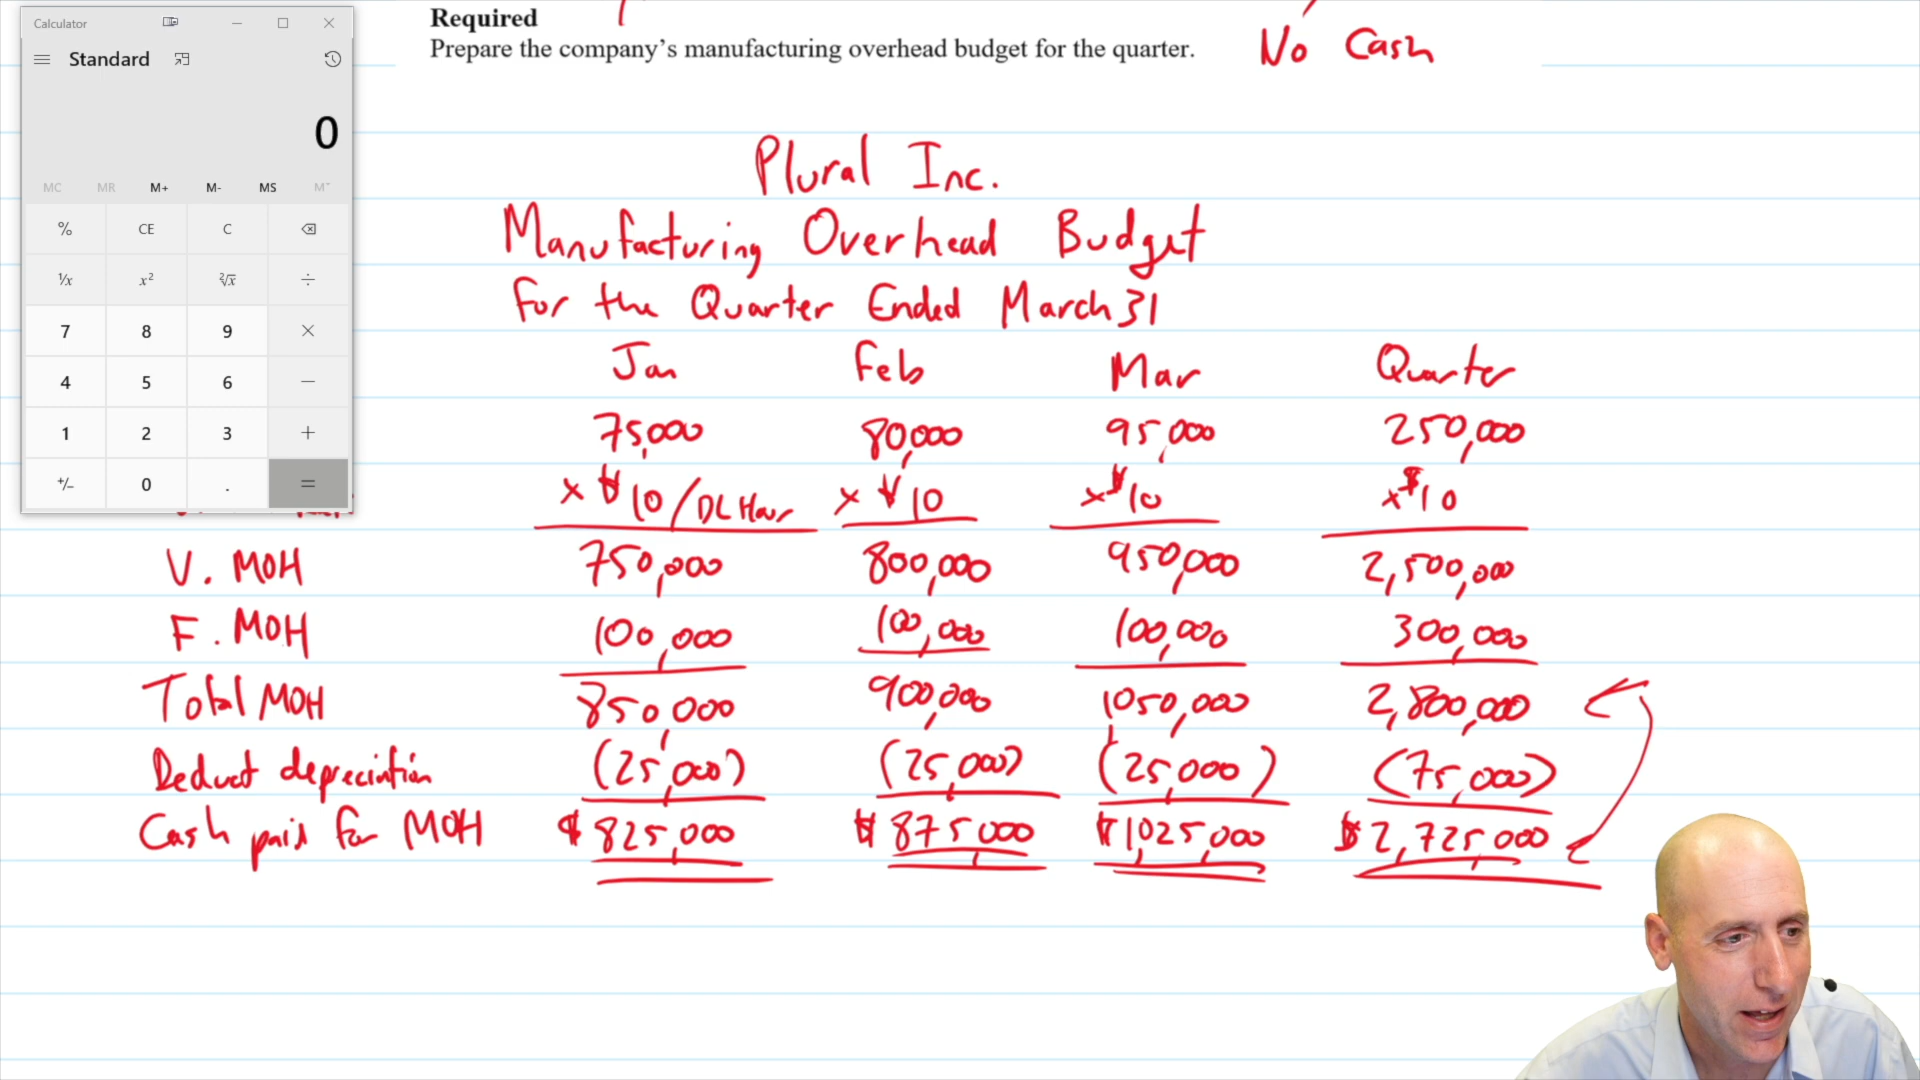 Calculator
Standard
0
MC MR M+ M- MS M˅
% CE C
¹/x x² ²√x ÷
7 8 9 ×
4 5 6 −
1 2 3 +
+/− 0 . =
Required
Prepare the company’s manufacturing overhead budget for the quarter.
No Cash
Plural Inc.
Manufacturing Overhead Budget
For the Quarter Ended March 31
Jan Feb Mar Quarter
75,000 80,000 95,000 250,000
x $10/DL Hour x $10 x $10 x $10
V. MOH 750,000 800,000 950,000 2,500,000
F. MOH 100,000 100,000 100,000 300,000
Total MOH 850,000 900,000 1,050,000 2,800,000
Deduct depreciation (25,000) (25,000) (25,000) (75,000)
Cash paid for MOH $825,000 $875,000 $1,025,000 $2,725,000